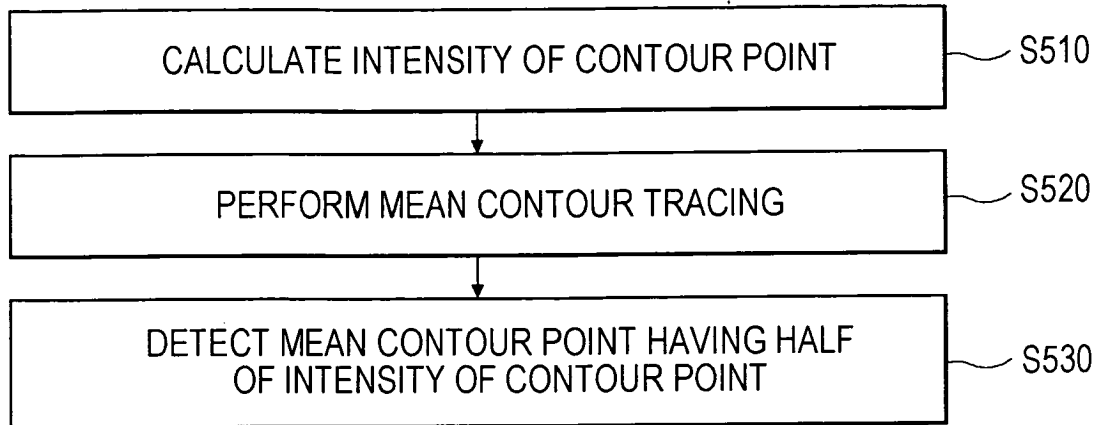 CALCULATE INTENSITY OF CONTOUR POINT
S510
PERFORM MEAN CONTOUR TRACING
S520
DETECT MEAN CONTOUR POINT HAVING HALF
OF INTENSITY OF CONTOUR POINT
S530